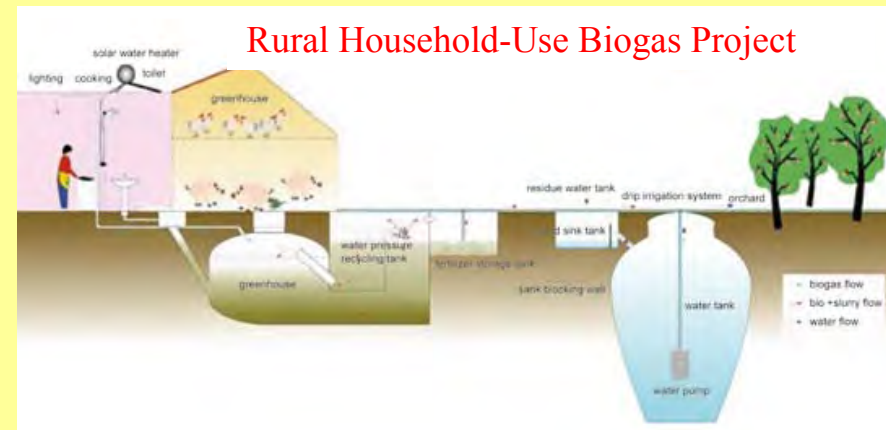 Rural Household-Use Biogas Project
solar water heater
lighting cooking toilet
greenhouse
residue water tank
drip irrigation system
orchard
sink tank
water pressure
recycling tank
fertilizer storage tank
greenhouse
sank blocking wall
water tank
water pump
biogas flow
bio +slurry flow
water flow